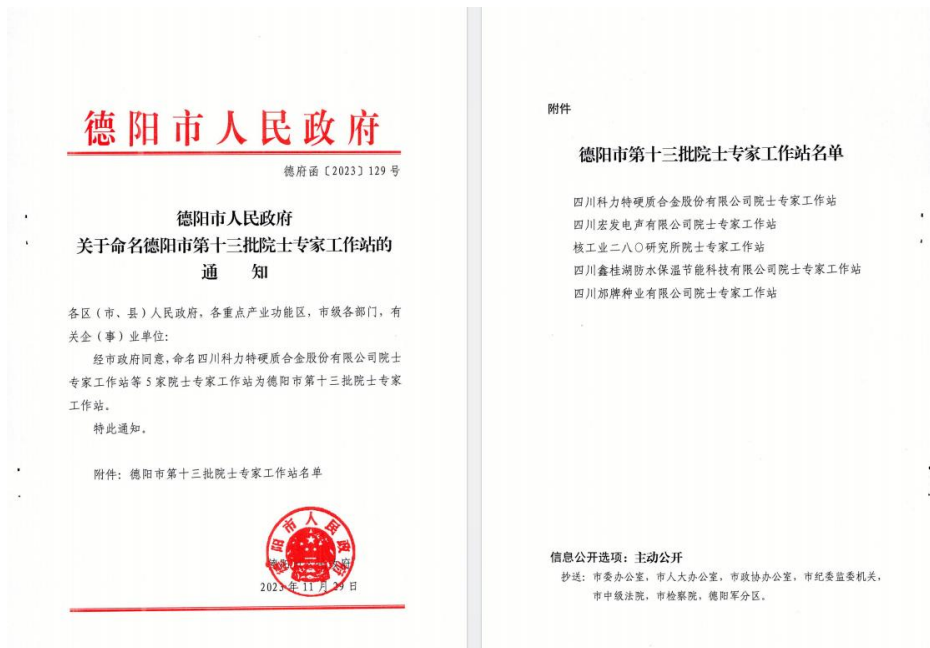 德阳市人民政府
德府函〔2023〕129号
德阳市人民政府
关于命名德阳市第十三批院士专家工作站的
通 知
各区（市、县）人民政府，各重点产业功能区，市级各部门，有
关企（事）业单位：
经市政府同意，命名四川科力特硬质合金股份有限公司院士
专家工作站等5家院士专家工作站为德阳市第十三批院士专家
工作站。
特此通知。
附件：德阳市第十三批院士专家工作站名单
德阳市人民政府
2023年11月29日
附件
德阳市第十三批院士专家工作站名单
四川科力特硬质合金股份有限公司院士专家工作站
四川宏发电声有限公司院士专家工作站
核工业二八〇研究所院士专家工作站
四川鑫桂湖防水保温节能科技有限公司院士专家工作站
四川邡牌种业有限公司院士专家工作站
信息公开选项：主动公开
抄送：市委办公室，市人大办公室，市政协办公室，市纪委监委机关，
市中级法院，市检察院，德阳军分区。